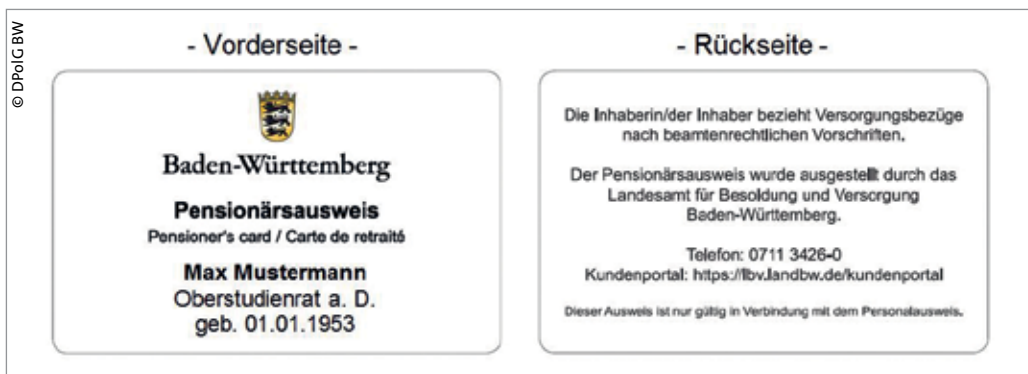 © DPolG BW
- Vorderseite -
Baden-Württemberg
Pensionärsausweis
Pensioner's card / Carte de retraité
Max Mustermann
Oberstudienrat a. D.
geb. 01.01.1953
- Rückseite -
Die Inhaberin/der Inhaber bezieht Versorgungsbezüge
nach beamtenrechtlichen Vorschriften.
Der Pensionärsausweis wurde ausgestellt durch das
Landesamt für Besoldung und Versorgung
Baden-Württemberg.
Telefon: 0711 3426-0
Kundenportal: https://lbv.landbw.de/kundenportal
Dieser Ausweis ist nur gültig in Verbindung mit dem Personalausweis.